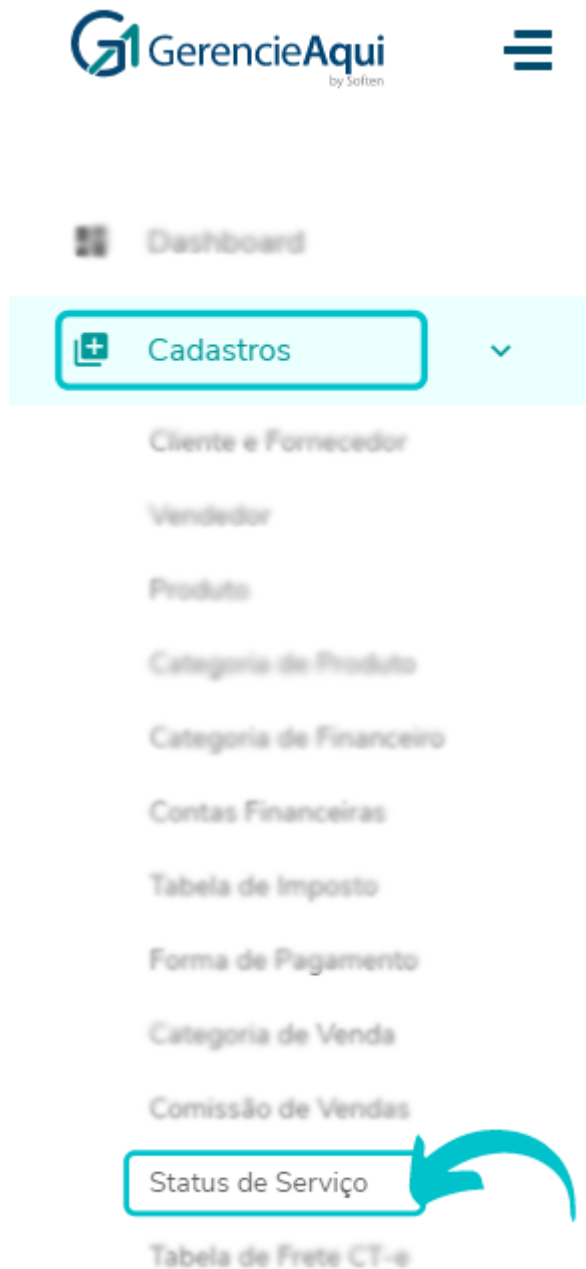 G1 GerencieAqui
by Soften
Dashboard
Cadastros
Cliente e Fornecedor
Vendedor
Produto
Categoria de Produto
Categoria de Financeiro
Contas Financeiras
Tabela de Imposto
Forma de Pagamento
Categoria de Venda
Comissão de Vendas
Status de Serviço
Tabela de Frete CT-e